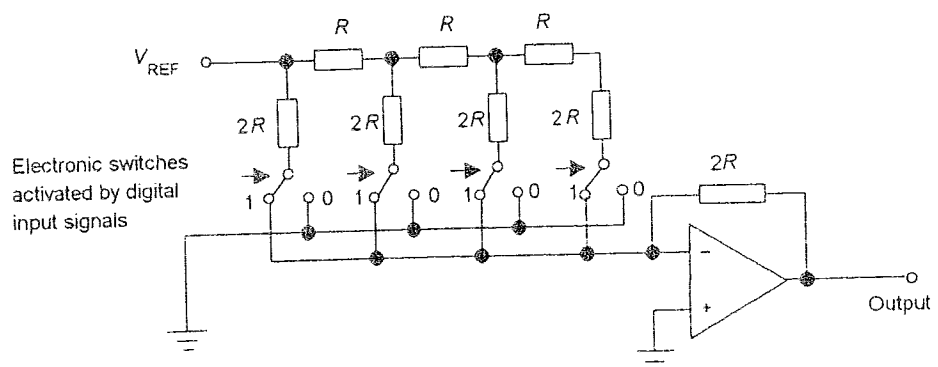 R R R
V REF
2R 2R 2R 2R
Electronic switches
activated by digital
input signals
1 0 1 0 1 0 1 0
2R
−
+
Output